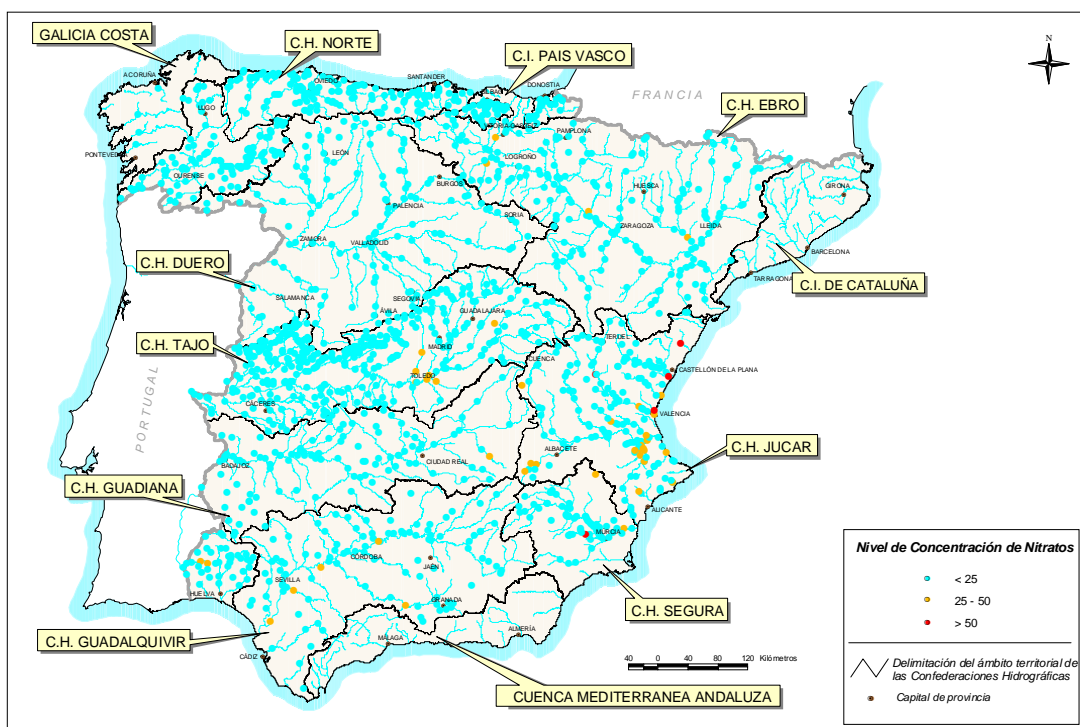 GALICIA COSTA
C.H. NORTE
C.I. PAIS VASCO
N
A CORUÑA
OVIEDO
SANTANDER
DONOSTIA
FRANCIA
C.H. EBRO
LUGO
PAMPLONA
PONTEVEDRA
LEÓN
LOGROÑO
OURENSE
BURGOS
HUESCA
GIRONA
PALENCIA
SORIA
ZARAGOZA
LLEIDA
ZAMORA
VALLADOLID
BARCELONA
C.H. DUERO
TARRAGONA
C.I. DE CATALUÑA
SALAMANCA
SEGOVIA
ÁVILA
GUADALAJARA
C.H. TAJO
MADRID
TERUEL
CUENCA
CASTELLÓN DE LA PLANA
TOLEDO
PORTUGAL
CÁCERES
VALENCIA
C.H. JUCAR
ALBACETE
BADAJOZ
CIUDAD REAL
C.H. GUADIANA
ALICANTE
MURCIA
CÓRDOBA
JAÉN
SEVILLA
HUELVA
GRANADA
C.H. SEGURA
C.H. GUADALQUIVIR
ALMERÍA
MÁLAGA
CÁDIZ
40 0 40 80 120 Kilómetros
CUENCA MEDITERRANEA ANDALUZA
Nivel de Concentración de Nitratos
< 25
25 - 50
> 50
Delimitación del ámbito territorial de
las Confederaciones Hidrográficas
Capital de provincia